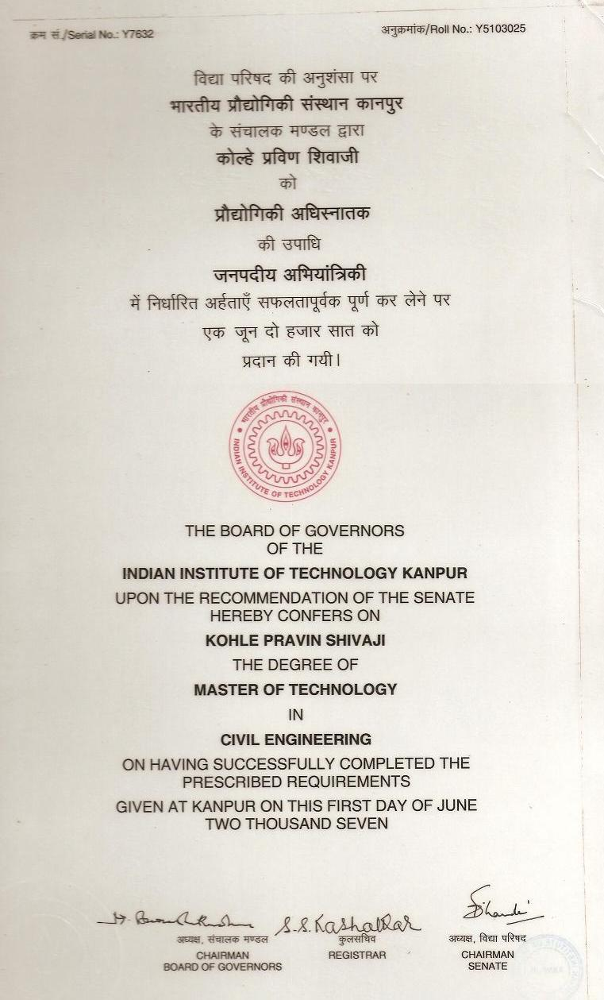 क्रम सं./Serial No.: Y7632
अनुक्रमांक/Roll No.: Y5103025
विद्या परिषद की अनुशंसा पर
भारतीय प्रौद्योगिकी संस्थान कानपुर
के संचालक मण्डल द्वारा
कोल्हे प्रविण शिवाजी
को
प्रौद्योगिकी अधिस्नातक
की उपाधि
जनपदीय अभियांत्रिकी
में निर्धारित अर्हताएँ सफलतापूर्वक पूर्ण कर लेने पर
एक जून दो हजार सात को
प्रदान की गयी।
भारतीय प्रौद्योगिकी संस्थान कानपुर
INDIAN INSTITUTE OF TECHNOLOGY KANPUR
THE BOARD OF GOVERNORS
OF THE
INDIAN INSTITUTE OF TECHNOLOGY KANPUR
UPON THE RECOMMENDATION OF THE SENATE
HEREBY CONFERS ON
KOHLE PRAVIN SHIVAJI
THE DEGREE OF
MASTER OF TECHNOLOGY
IN
CIVIL ENGINEERING
ON HAVING SUCCESSFULLY COMPLETED THE
PRESCRIBED REQUIREMENTS
GIVEN AT KANPUR ON THIS FIRST DAY OF JUNE
TWO THOUSAND SEVEN
S.S. Kashalkar
अध्यक्ष, संचालक मण्डल
CHAIRMAN
BOARD OF GOVERNORS
कुलसचिव
REGISTRAR
अध्यक्ष, विद्या परिषद
CHAIRMAN
SENATE